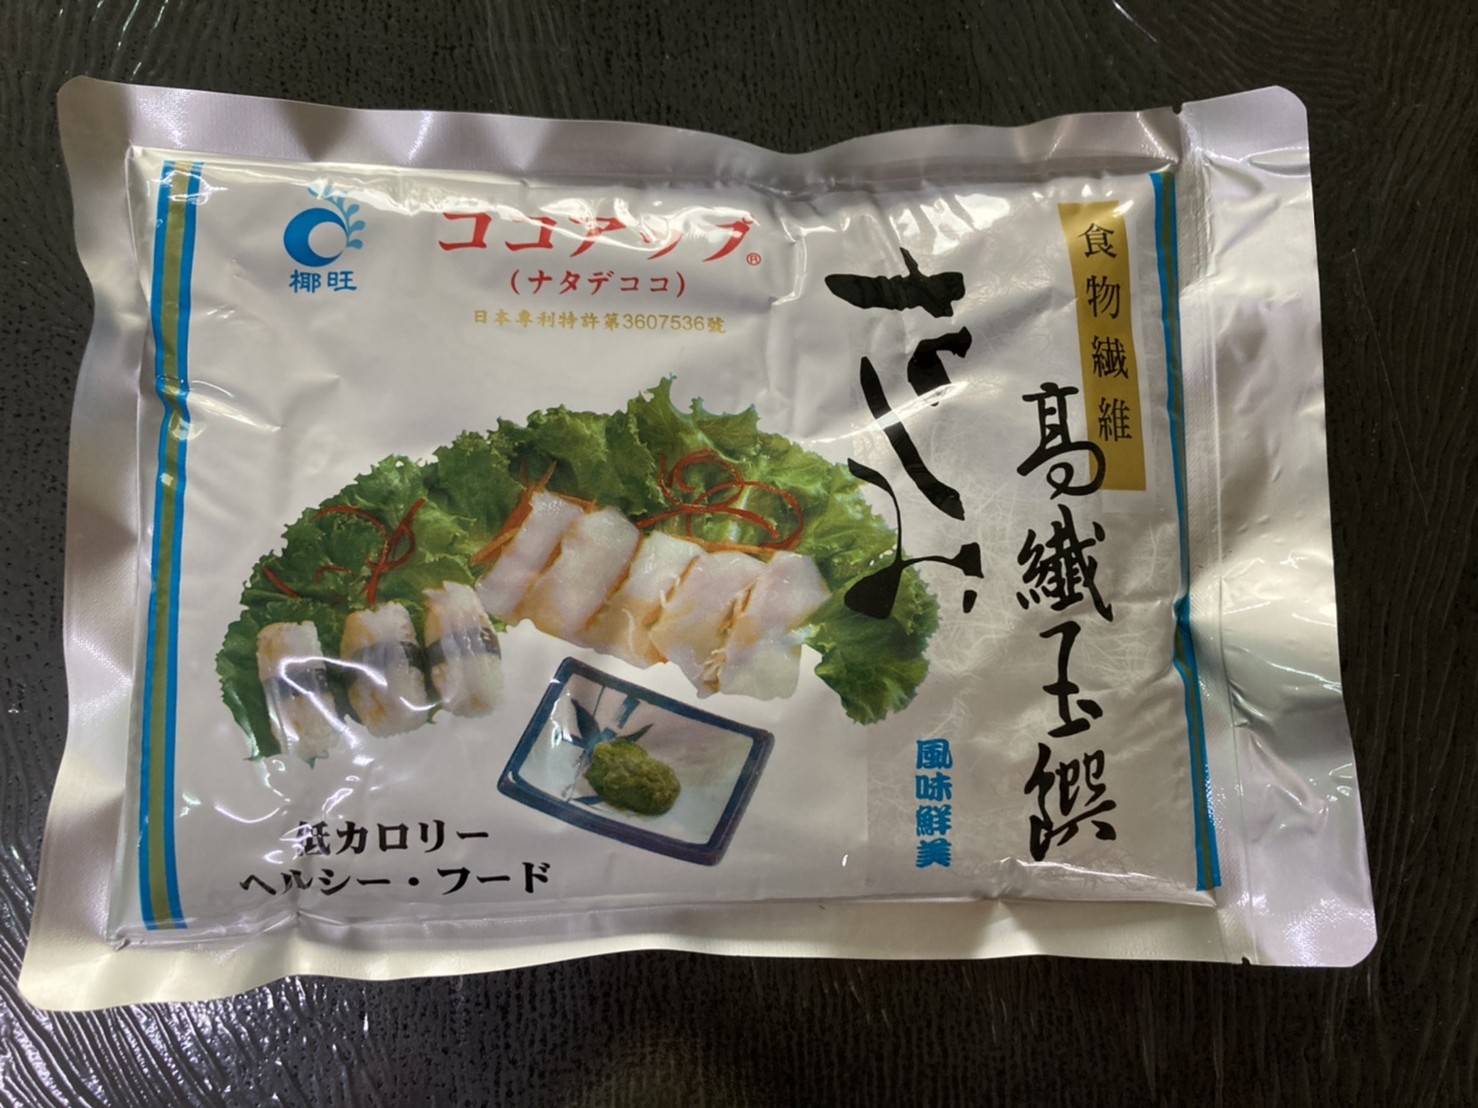 椰旺
ココアップ®
(ナタデココ)
日本專利特許第3607536號
食物繊維
高纖玉饌
さしみ
風味鮮美
低カロリー
ヘルシー・フード